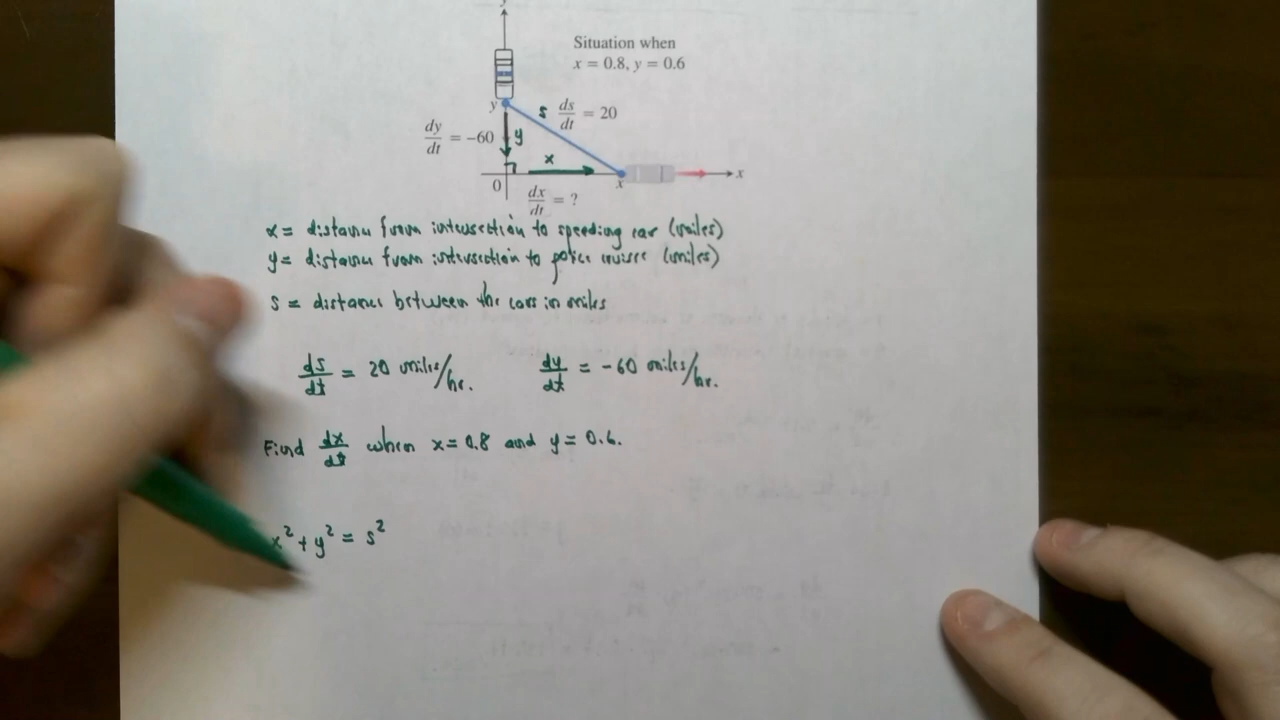 y
Situation when
x = 0.8, y = 0.6
y s ds/dt = 20
dy/dt = -60 y
x
0 x x
dx/dt = ?
x = distance from intersection to speeding car (miles)
y = distance from intersection to police cruiser (miles)
s = distance between the cars in miles
ds/dt = 20 miles/hr. dy/dt = -60 miles/hr.
Find dx/dt when x = 0.8 and y = 0.6.
x² + y² = s²